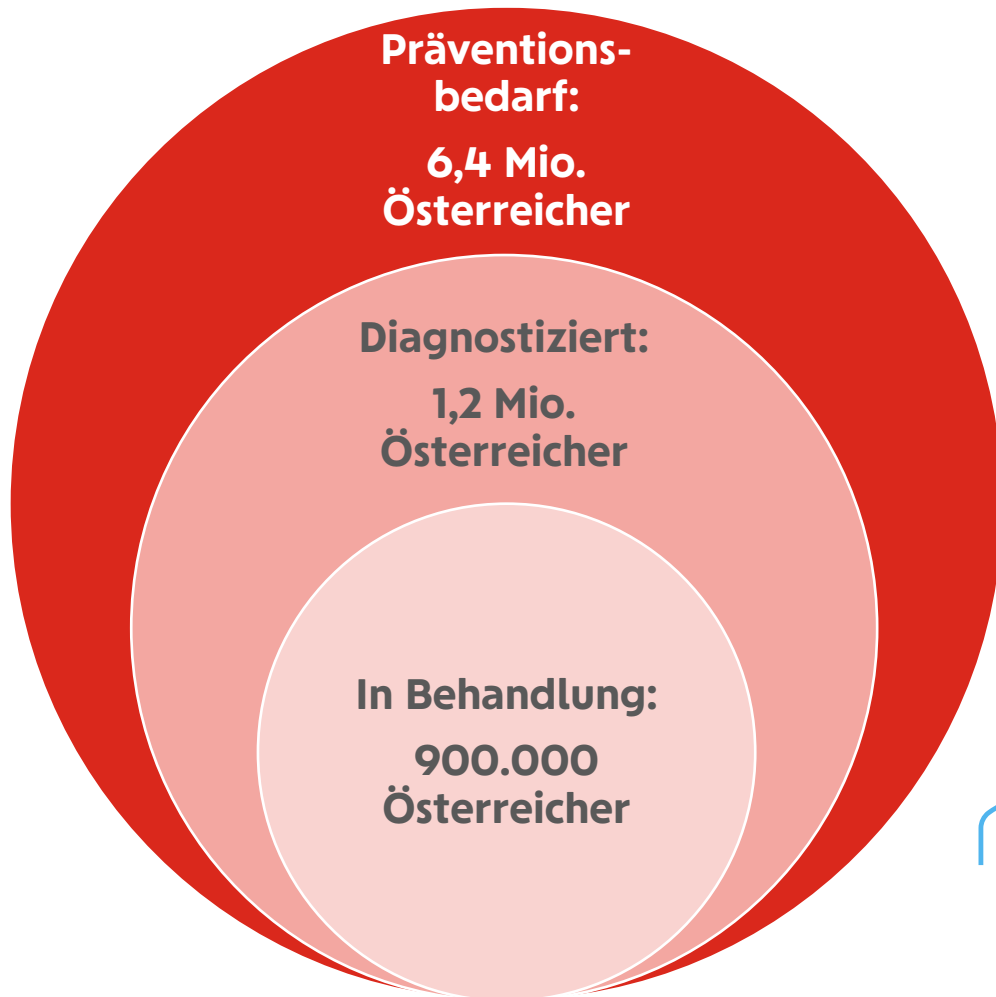 Präventions-
bedarf:
6,4 Mio.
Österreicher
Diagnostiziert:
1,2 Mio.
Österreicher
In Behandlung:
900.000
Österreicher